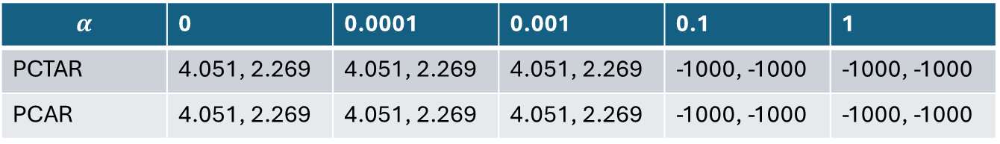 α 0 0.0001 0.001 0.1 1
PCTAR 4.051, 2.269 4.051, 2.269 4.051, 2.269 -1000, -1000 -1000, -1000
PCAR 4.051, 2.269 4.051, 2.269 4.051, 2.269 -1000, -1000 -1000, -1000